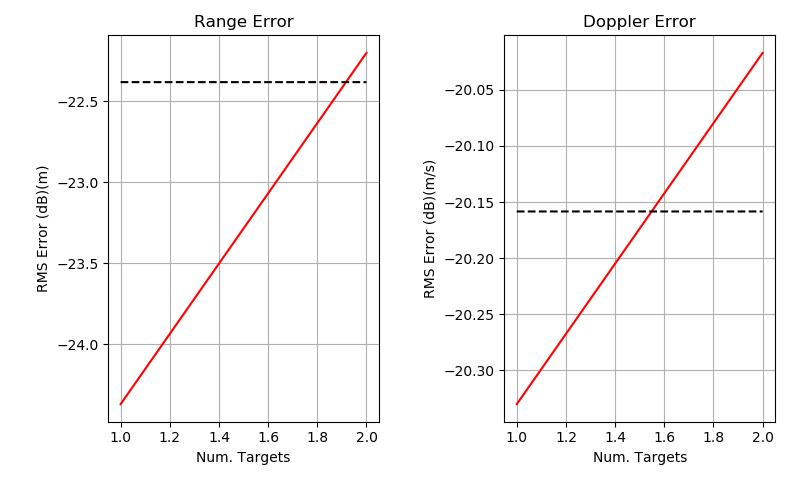 Range Error
RMS Error (dB)(m)
−22.5
−23.0
−23.5
−24.0
1.0 1.2 1.4 1.6 1.8 2.0
Num. Targets
Doppler Error
RMS Error (dB)(m/s)
−20.05
−20.10
−20.15
−20.20
−20.25
−20.30
1.0 1.2 1.4 1.6 1.8 2.0
Num. Targets